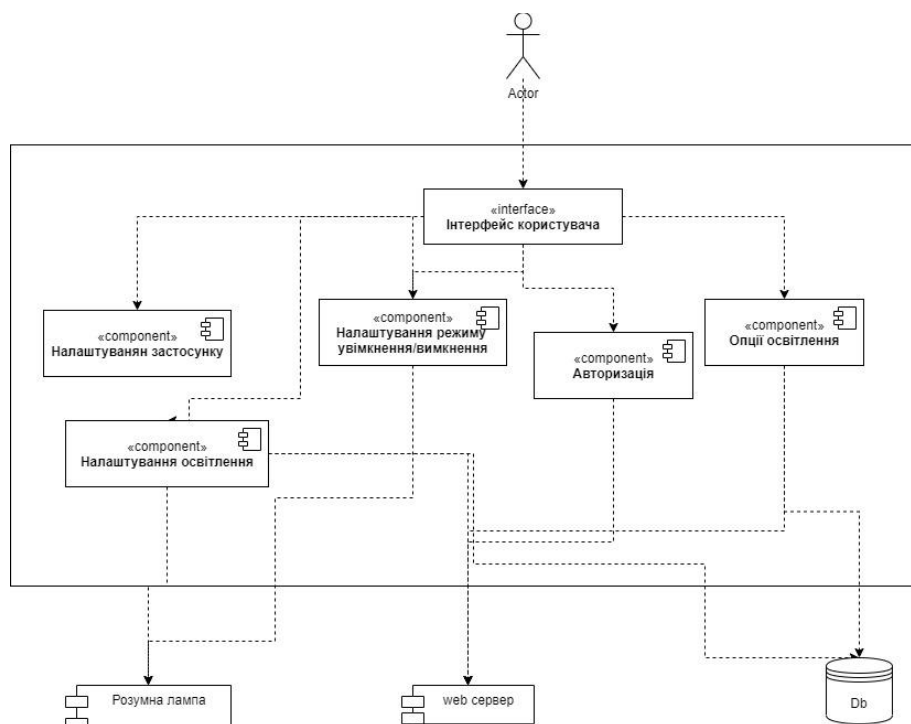 Actor
«interface»
Інтерфейс користувача
«component»
Налаштуванян застосунку
«component»
Налаштування режиму
увімкнення/вимкнення
«component»
Авторизація
«component»
Опції освітлення
«component»
Налаштування освітлення
Розумна лампа
web сервер
Db